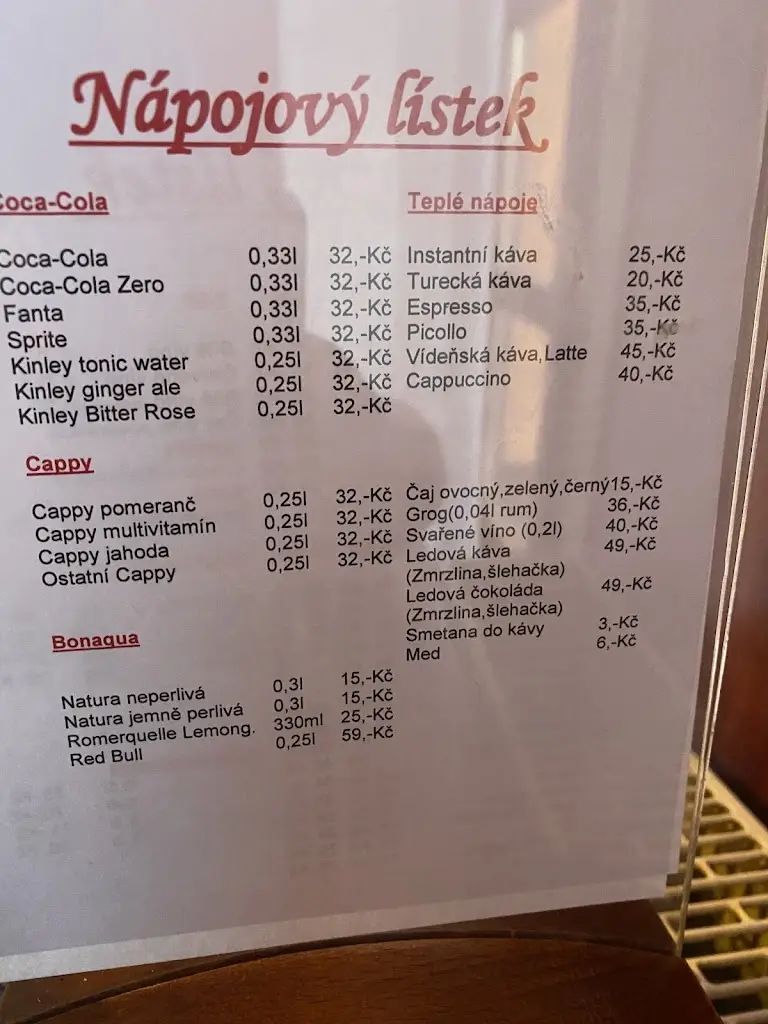 Nápojový lístek
Coca-Cola
Coca-Cola 0,33l 32,-Kč
Coca-Cola Zero 0,33l 32,-Kč
Fanta 0,33l 32,-Kč
Sprite 0,33l 32,-Kč
Kinley tonic water 0,25l 32,-Kč
Kinley ginger ale 0,25l 32,-Kč
Kinley Bitter Rose 0,25l 32,-Kč
Cappy
Cappy pomeranč 0,25l 32,-Kč
Cappy multivitamín 0,25l 32,-Kč
Cappy jahoda 0,25l 32,-Kč
Ostatní Cappy 0,25l 32,-Kč
Bonaqua
Natura neperlivá 0,3l 15,-Kč
Natura jemně perlivá 0,3l 15,-Kč
Romerquelle Lemong. 330ml 25,-Kč
Red Bull 0,25l 59,-Kč
Teplé nápoje
Instantní káva 25,-Kč
Turecká káva 20,-Kč
Espresso 35,-Kč
Picollo 35,-Kč
Vídeňská káva,Latte 45,-Kč
Cappuccino 40,-Kč
Čaj ovocný,zelený,černý15,-Kč
Grog(0,04l rum) 36,-Kč
Svařené víno (0,2l) 40,-Kč
Ledová káva 49,-Kč
(Zmrzlina,šlehačka)
Ledová čokoláda 49,-Kč
(Zmrzlina,šlehačka)
Smetana do kávy 3,-Kč
Med 6,-Kč